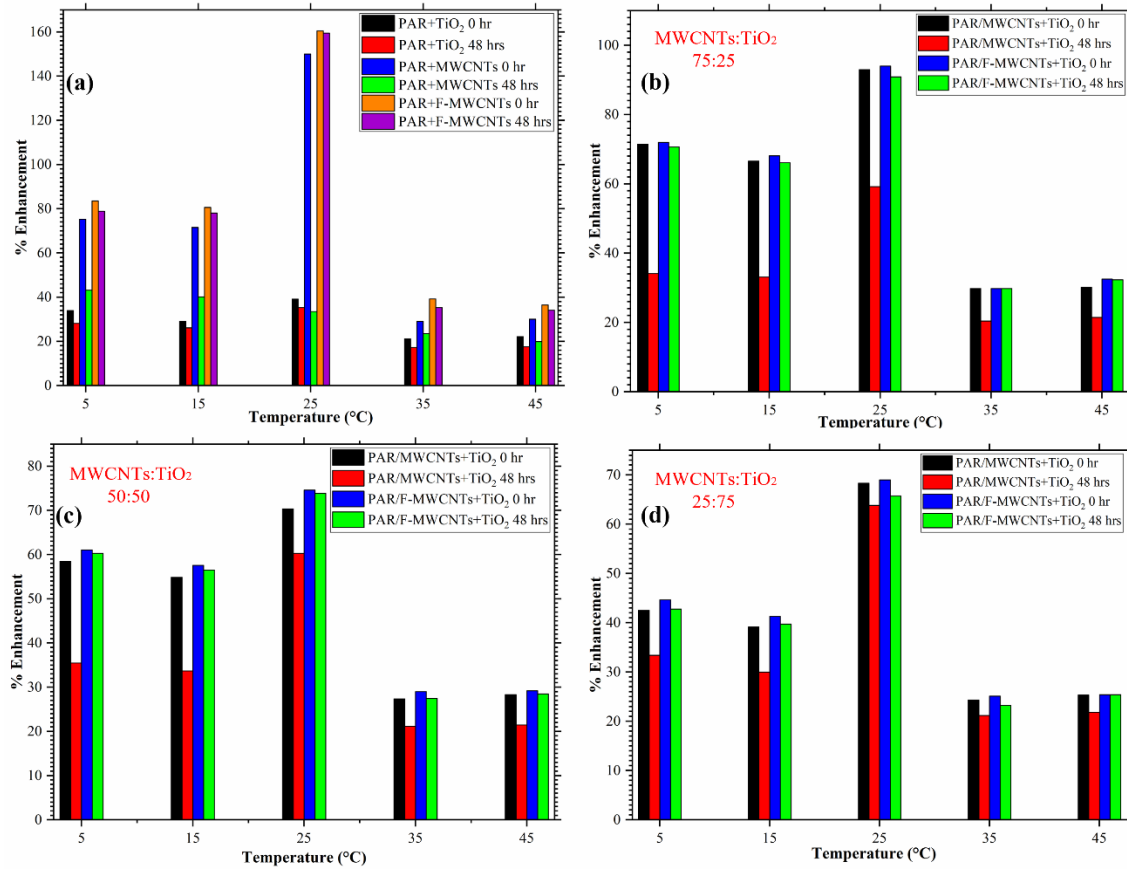 (a)
PAR+TiO2 0 hr
PAR+TiO2 48 hrs
PAR+MWCNTs 0 hr
PAR+MWCNTs 48 hrs
PAR+F-MWCNTs 0 hr
PAR+F-MWCNTs 48 hrs
% Enhancement
160
140
120
100
80
60
40
20
0
5 15 25 35 45
Temperature (°C)
(b)
MWCNTs:TiO2
75:25
PAR/MWCNTs+TiO2 0 hr
PAR/MWCNTs+TiO2 48 hrs
PAR/F-MWCNTs+TiO2 0 hr
PAR/F-MWCNTs+TiO2 48 hrs
% Enhancement
100
80
60
40
20
0
5 15 25 35 45
Temperature (°C)
(c)
MWCNTs:TiO2
50:50
PAR/MWCNTs+TiO2 0 hr
PAR/MWCNTs+TiO2 48 hrs
PAR/F-MWCNTs+TiO2 0 hr
PAR/F-MWCNTs+TiO2 48 hrs
% Enhancement
80
70
60
50
40
30
20
10
0
5 15 25 35 45
Temperature (°C)
(d)
MWCNTs:TiO2
25:75
PAR/MWCNTs+TiO2 0 hr
PAR/MWCNTs+TiO2 48 hrs
PAR/F-MWCNTs+TiO2 0 hr
PAR/F-MWCNTs+TiO2 48 hrs
% Enhancement
70
60
50
40
30
20
10
0
5 15 25 35 45
Temperature (°C)